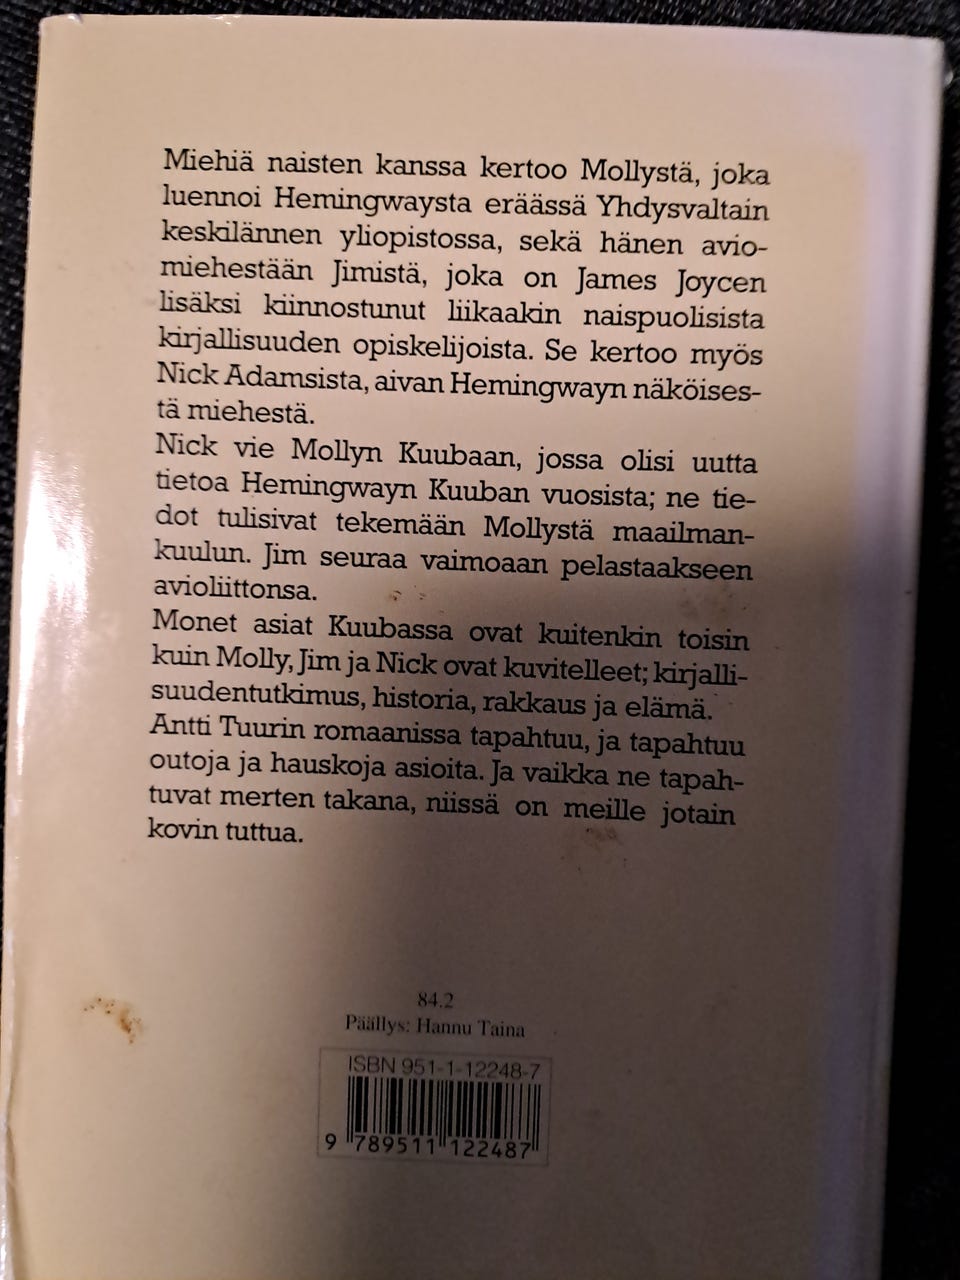 Miehiä naisten kanssa kertoo Mollystä, joka
luennoi Hemingwaysta eräässä Yhdysvaltain
keskilännen yliopistossa, sekä hänen avio-
miehestään Jimistä, joka on James Joycen
lisäksi kiinnostunut liikaakin naispuolisista
kirjallisuuden opiskelijoista. Se kertoo myös
Nick Adamsista, aivan Hemingwayn näköises-
tä miehestä.
Nick vie Mollyn Kuubaan, jossa olisi uutta
tietoa Hemingwayn Kuuban vuosista; ne tie-
dot tulisivat tekemään Mollystä maailman-
kuulun. Jim seuraa vaimoaan pelastaakseen
avioliittonsa.
Monet asiat Kuubassa ovat kuitenkin toisin
kuin Molly, Jim ja Nick ovat kuvitelleet; kirjalli-
suudentutkimus, historia, rakkaus ja elämä.
Antti Tuurin romaanissa tapahtuu, ja tapahtuu
outoja ja hauskoja asioita. Ja vaikka ne tapah-
tuvat merten takana, niissä on meille jotain
kovin tuttua.
84.2
Päällys: Hannu Taina
ISBN 951-1-12248-7
9 789511 122487